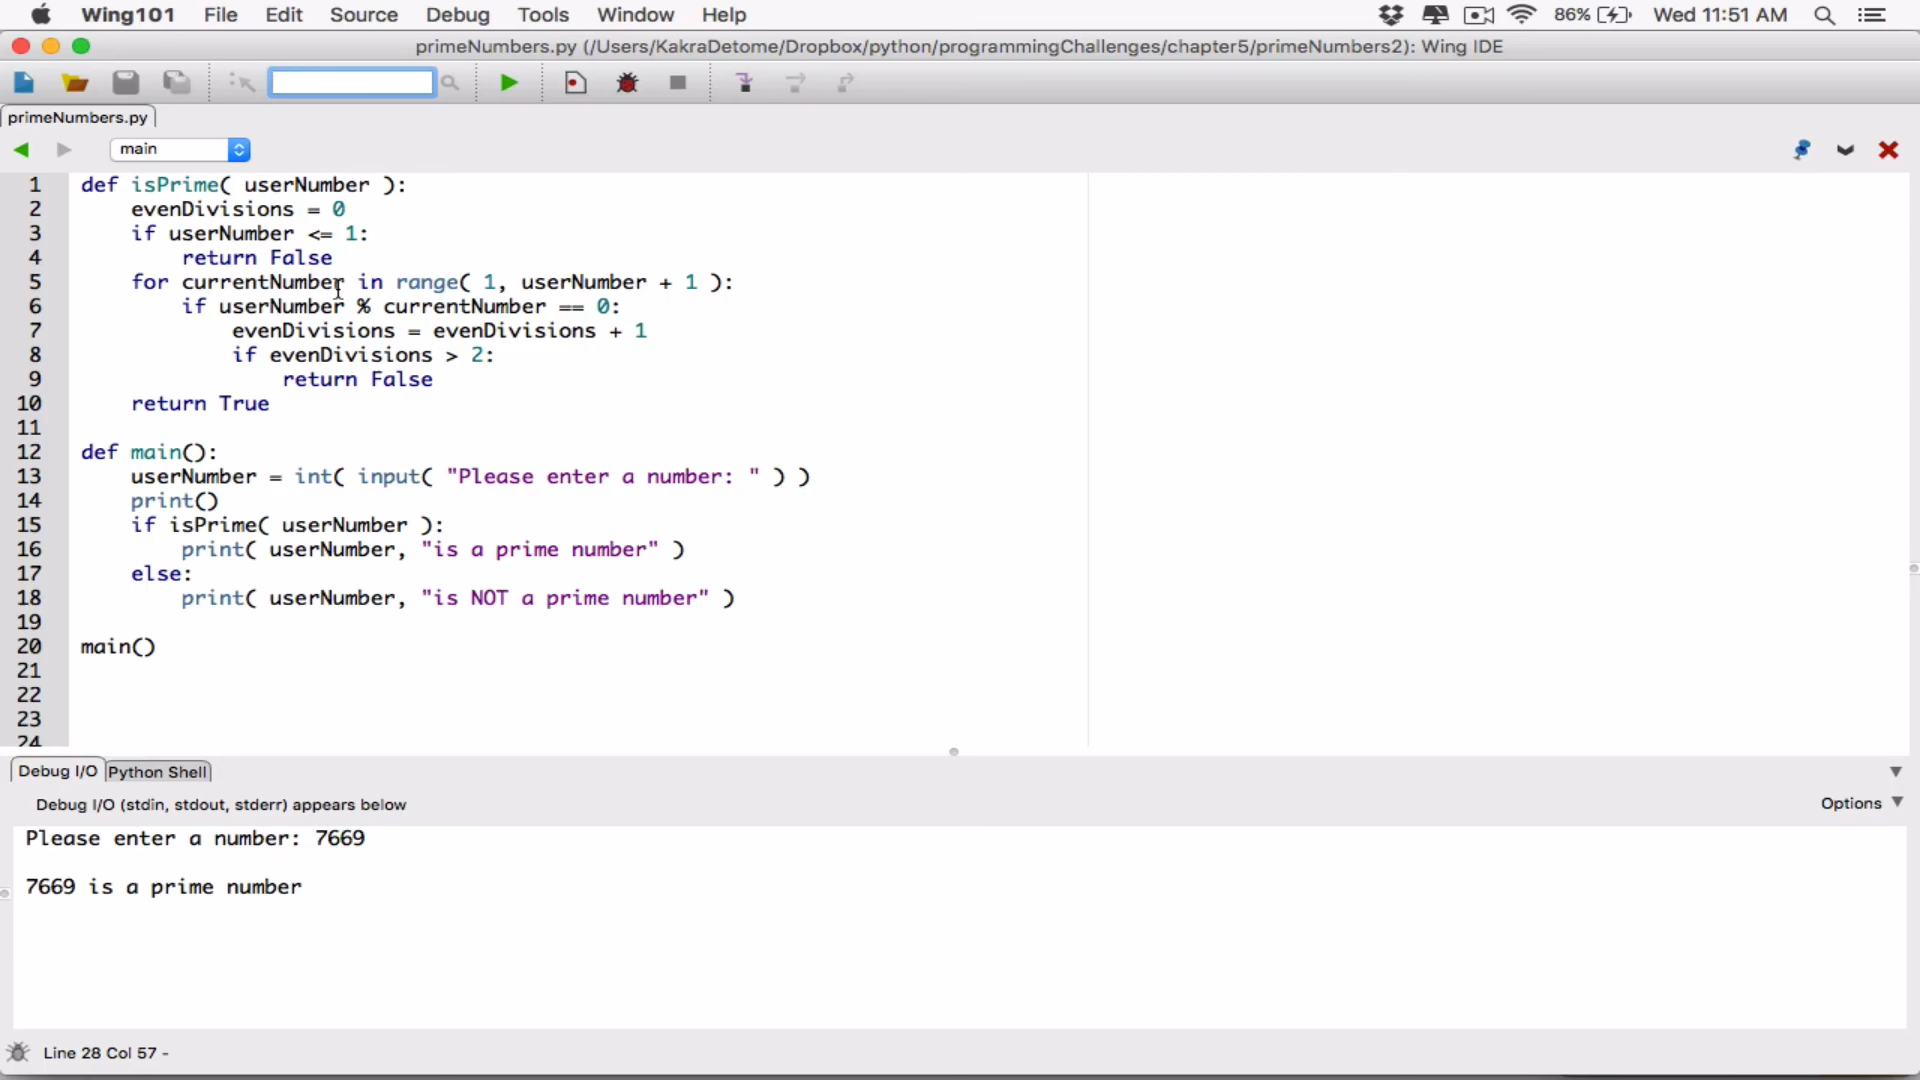 Wing101 File Edit Source Debug Tools Window Help 86% Wed 11:51 AM
primeNumbers.py (/Users/KakraDetome/Dropbox/python/programmingChallenges/chapter5/primeNumbers2): Wing IDE
primeNumbers.py
main
1 def isPrime( userNumber ):
2 evenDivisions = 0
3 if userNumber <= 1:
4 return False
5 for currentNumber in range( 1, userNumber + 1 ):
6 if userNumber % currentNumber == 0:
7 evenDivisions = evenDivisions + 1
8 if evenDivisions > 2:
9 return False
10 return True
11
12 def main():
13 userNumber = int( input( "Please enter a number: " ) )
14 print()
15 if isPrime( userNumber ):
16 print( userNumber, "is a prime number" )
17 else:
18 print( userNumber, "is NOT a prime number" )
19
20 main()
21
22
23
24
Debug I/O Python Shell
Debug I/O (stdin, stdout, stderr) appears below Options
Please enter a number: 7669
7669 is a prime number
Line 28 Col 57 -